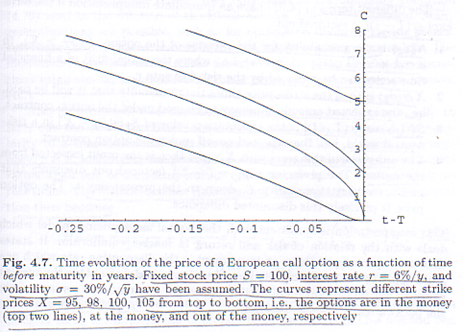 C
8
7
6
5
4
3
2
1
-0.25 -0.2 -0.15 -0.1 -0.05 t-T
Fig. 4.7. Time evolution of the price of a European call option as a function of time
before maturity in years. Fixed stock price S = 100, interest rate r = 6%/y, and
volatility σ = 30%/√y have been assumed. The curves represent different strike
prices X = 95, 98, 100, 105 from top to bottom, i.e., the options are in the money
(top two lines), at the money, and out of the money, respectively